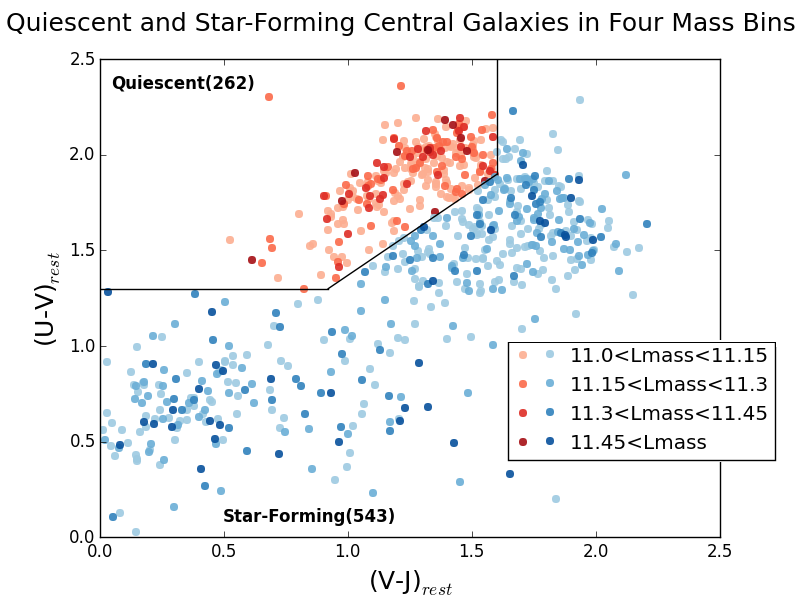 Quiescent and Star-Forming Central Galaxies in Four Mass Bins
2.5
Quiescent(262)
2.0
1.5
(U-V)rest
1.0
11.0<Lmass<11.15
11.15<Lmass<11.3
11.3<Lmass<11.45
11.45<Lmass
0.5
Star-Forming(543)
0.0
0.0 0.5 1.0 1.5 2.0 2.5
(V-J)rest